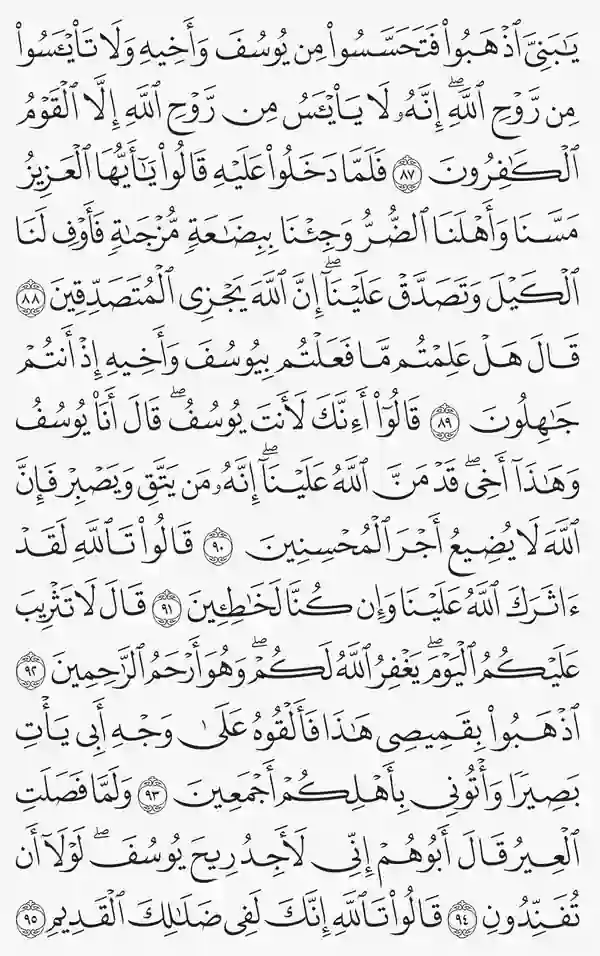 يَٰبَنِيَّ ٱذْهَبُوا۟ فَتَحَسَّسُوا۟ مِن يُوسُفَ وَأَخِيهِ وَلَا تَا۟يْـَٔسُوا۟
مِن رَّوْحِ ٱللَّهِ ۖ إِنَّهُۥ لَا يَا۟يْـَٔسُ مِن رَّوْحِ ٱللَّهِ إِلَّا ٱلْقَوْمُ
ٱلْكَٰفِرُونَ ٨٧ فَلَمَّا دَخَلُوا۟ عَلَيْهِ قَالُوا۟ يَٰٓأَيُّهَا ٱلْعَزِيزُ
مَسَّنَا وَأَهْلَنَا ٱلضُّرُّ وَجِئْنَا بِبِضَٰعَةٍ مُّزْجَىٰةٍ فَأَوْفِ لَنَا
ٱلْكَيْلَ وَتَصَدَّقْ عَلَيْنَآ ۖ إِنَّ ٱللَّهَ يَجْزِى ٱلْمُتَصَدِّقِينَ ٨٨
قَالَ هَلْ عَلِمْتُم مَّا فَعَلْتُم بِيُوسُفَ وَأَخِيهِ إِذْ أَنتُمْ
جَٰهِلُونَ ٨٩ قَالُوٓا۟ أَءِنَّكَ لَأَنتَ يُوسُفُ ۖ قَالَ أَنَا۠ يُوسُفُ
وَهَٰذَآ أَخِى ۖ قَدْ مَنَّ ٱللَّهُ عَلَيْنَآ ۖ إِنَّهُۥ مَن يَتَّقِ وَيَصْبِرْ فَإِنَّ
ٱللَّهَ لَا يُضِيعُ أَجْرَ ٱلْمُحْسِنِينَ ٩٠ قَالُوا۟ تَٱللَّهِ لَقَدْ
ءَاثَرَكَ ٱللَّهُ عَلَيْنَا وَإِن كُنَّا لَخَٰطِـِٔينَ ٩١ قَالَ لَا تَثْرِيبَ
عَلَيْكُمُ ٱلْيَوْمَ ۖ يَغْفِرُ ٱللَّهُ لَكُمْ ۖ وَهُوَ أَرْحَمُ ٱلرَّٰحِمِينَ ٩٢
ٱذْهَبُوا۟ بِقَمِيصِى هَٰذَا فَأَلْقُوهُ عَلَىٰ وَجْهِ أَبِى يَأْتِ
بَصِيرًا وَأْتُونِى بِأَهْلِكُمْ أَجْمَعِينَ ٩٣ وَلَمَّا فَصَلَتِ
ٱلْعِيرُ قَالَ أَبُوهُمْ إِنِّى لَأَجِدُ رِيحَ يُوسُفَ ۖ لَوْلَآ أَن
تُفَنِّدُونِ ٩٤ قَالُوا۟ تَٱللَّهِ إِنَّكَ لَفِى ضَلَٰلِكَ ٱلْقَدِيمِ ٩٥